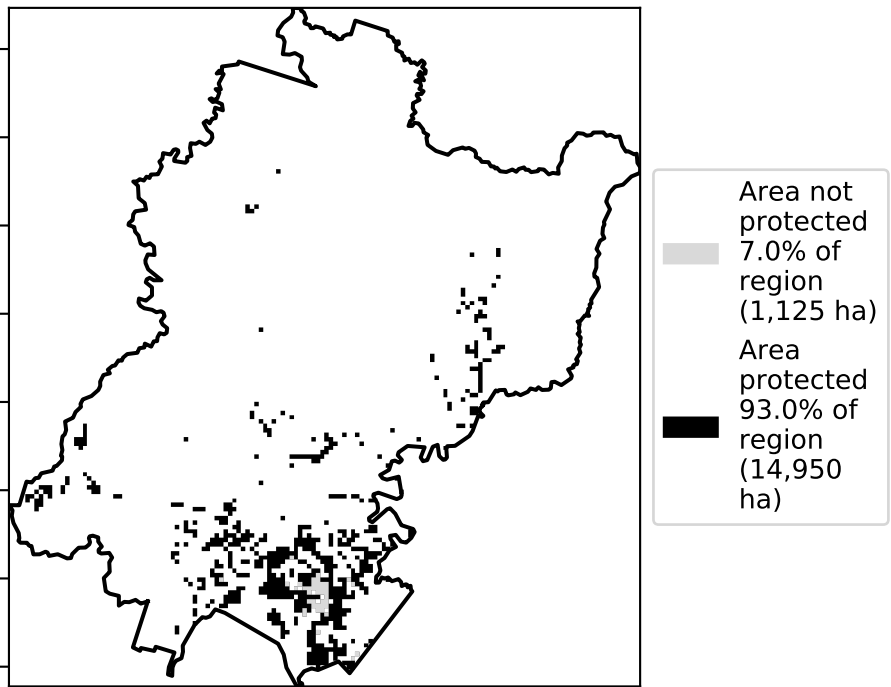 Area not
protected
7.0% of
region
(1,125 ha)
Area
protected
93.0% of
region
(14,950
ha)